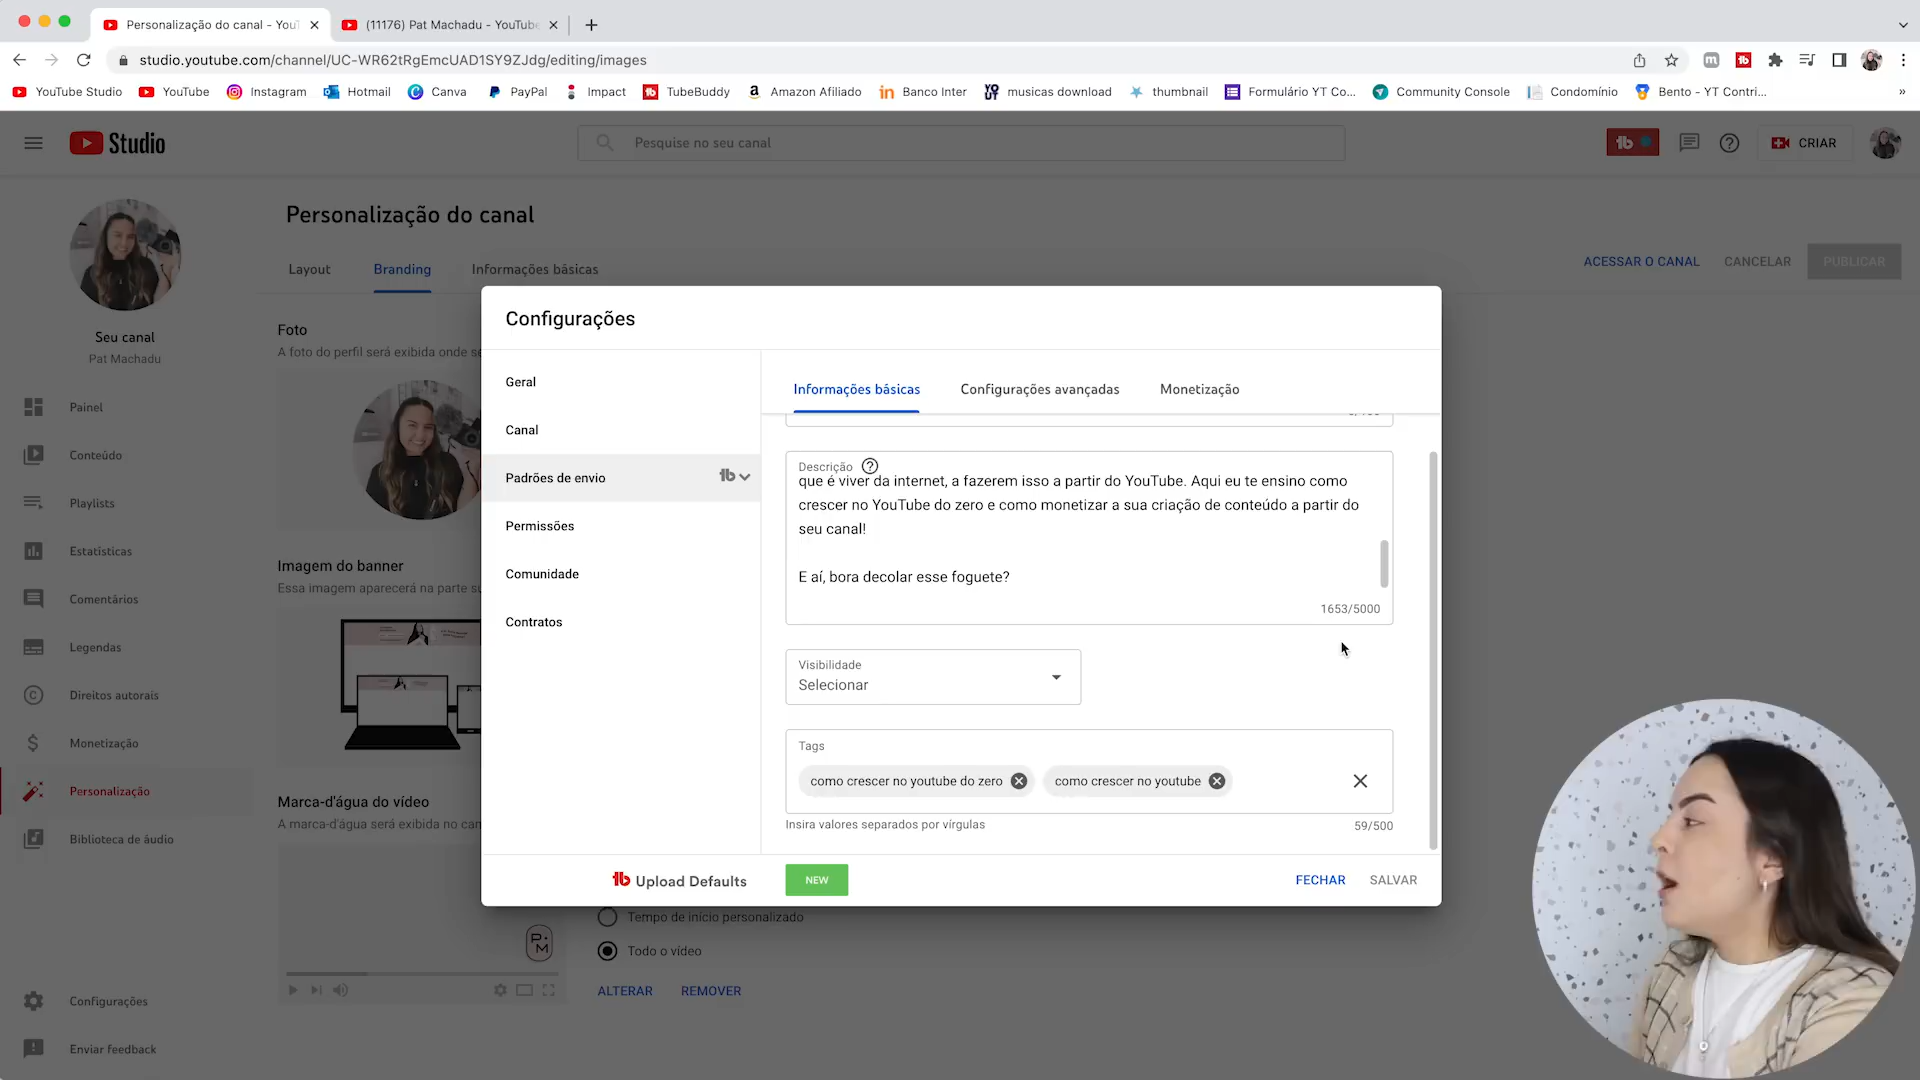 Personalização do canal - You
(11176) Pat Machadu - YouTube
studio.youtube.com/channel/UC-WR62tRgEmcUAD1SY9ZJdg/editing/images
YouTube Studio
YouTube
Instagram
Hotmail
Canva
PayPal
Impact
TubeBuddy
Amazon Afiliado
Banco Inter
musicas download
thumbnail
Formulário YT Co...
Community Console
Condomínio
Bento - YT Contri...
Studio
Pesquise no seu canal
CRIAR
Personalização do canal
Layout
Branding
Informações básicas
ACESSAR O CANAL
CANCELAR
PUBLICAR
Seu canal
Pat Machadu
Painel
Conteúdo
Playlists
Estatísticas
Comentários
Legendas
Direitos autorais
Monetização
Personalização
Biblioteca de áudio
Configurações
Enviar feedback
Foto
A foto do perfil será exibida onde
Imagem do banner
Essa imagem aparecerá na parte
Marca-d'água do vídeo
A marca-d'água será exibida no
Configurações
Geral
Canal
Padrões de envio
Permissões
Comunidade
Contratos
Informações básicas
Configurações avançadas
Monetização
Descrição
que é viver da internet, a fazerem isso a partir do YouTube. Aqui eu te ensino como
crescer no YouTube do zero e como monetizar a sua criação de conteúdo a partir do
seu canal!
E aí, bora decolar esse foguete?
1653/5000
Visibilidade
Selecionar
Tags
como crescer no youtube do zero
como crescer no youtube
Insira valores separados por vírgulas
59/500
Upload Defaults
NEW
FECHAR
SALVAR
Tempo de início personalizado
Todo o vídeo
ALTERAR
REMOVER